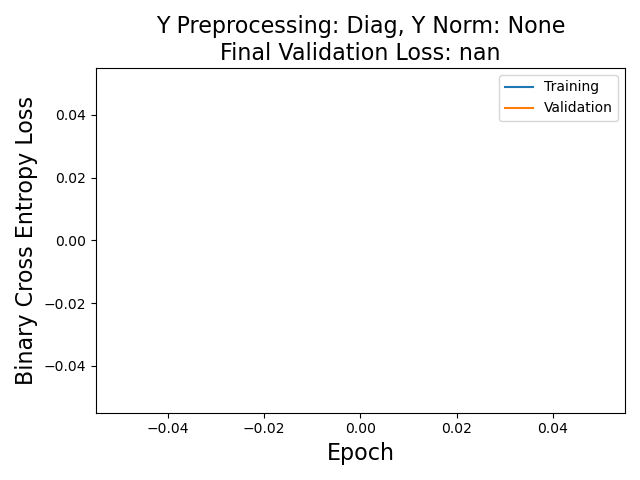 Y Preprocessing: Diag, Y Norm: None
Final Validation Loss: nan
Training
Validation
Binary Cross Entropy Loss
0.04
0.02
0.00
−0.02
−0.04
−0.04
−0.02
0.00
0.02
0.04
Epoch